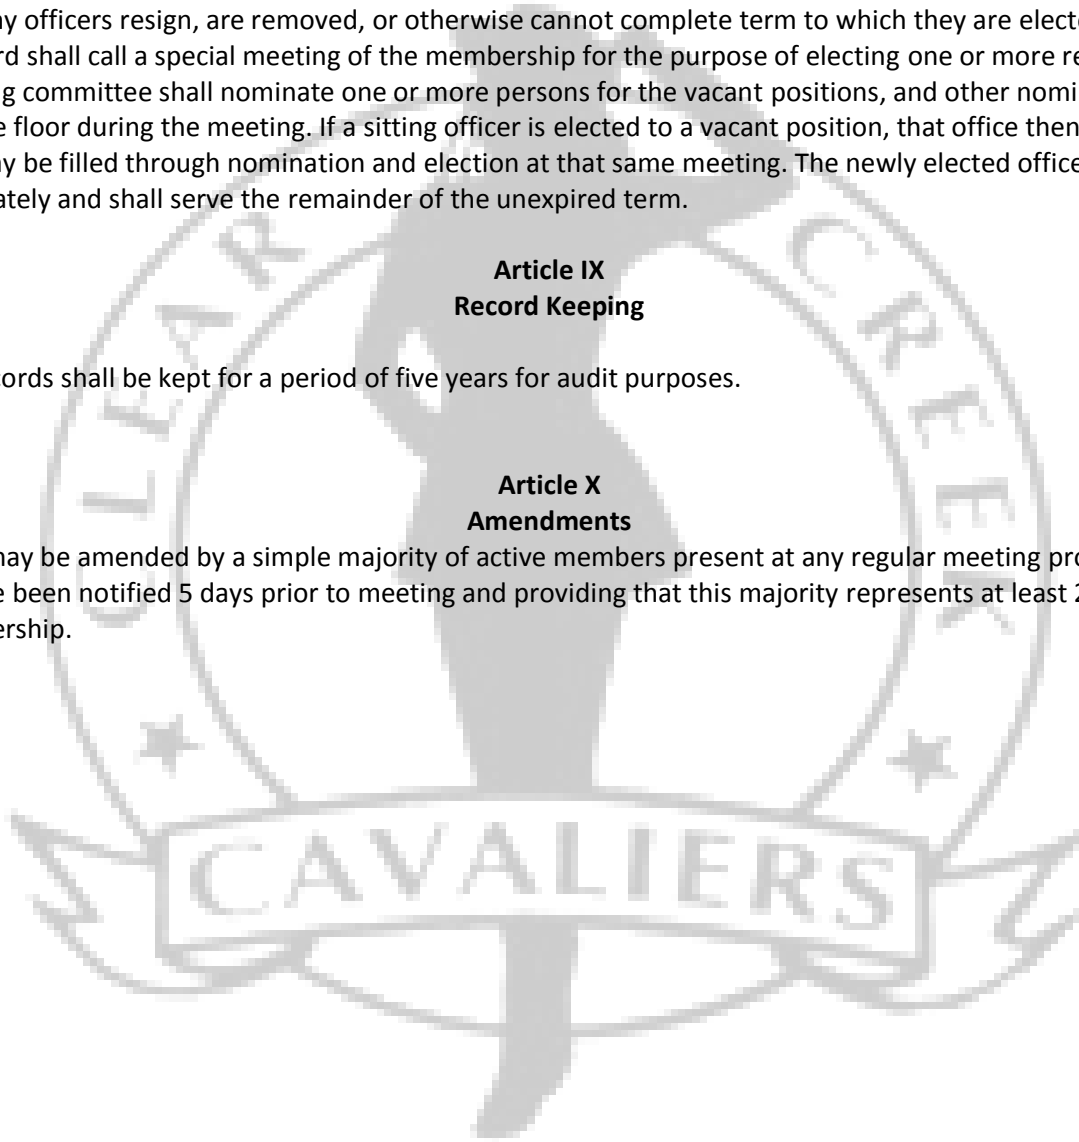 ny officers resign, are removed, or otherwise cannot complete term to which they are electe
rd shall call a special meeting of the membership for the purpose of electing one or more re
g committee shall nominate one or more persons for the vacant positions, and other nomi
e floor during the meeting. If a sitting officer is elected to a vacant position, that office then
ay be filled through nomination and election at that same meeting. The newly elected office
ately and shall serve the remainder of the unexpired term.
Article IX
Record Keeping
cords shall be kept for a period of five years for audit purposes.
Article X
Amendments
may be amended by a simple majority of active members present at any regular meeting pro
e been notified 5 days prior to meeting and providing that this majority represents at least
ership.
CLEAR CREEK
CAVALIERS